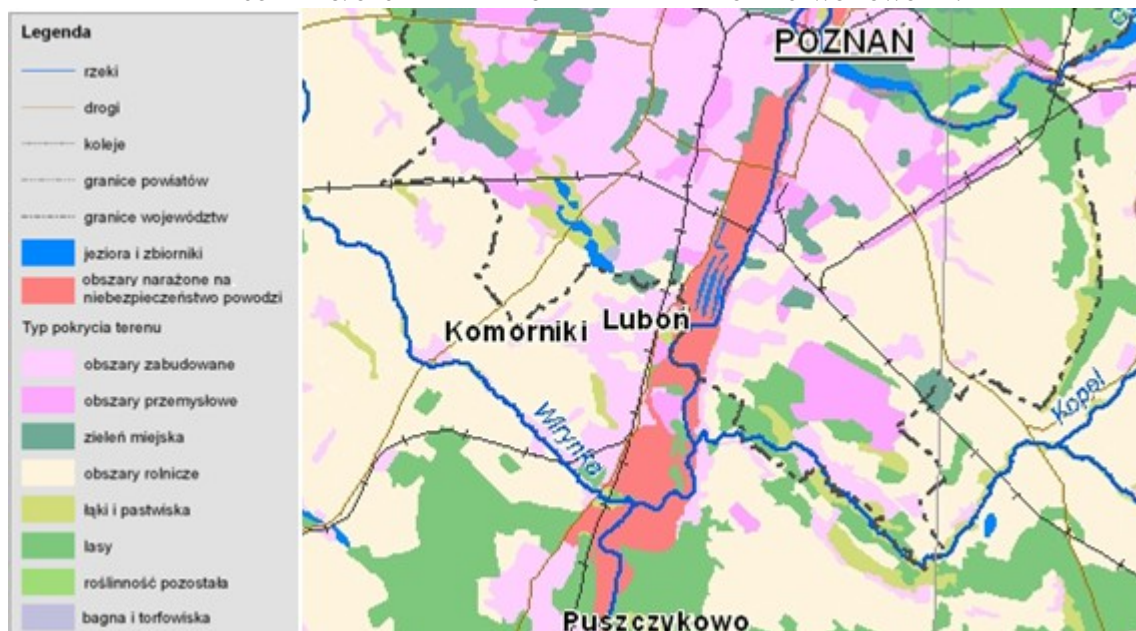 Legenda
rzeki
drogi
koleje
granice powiatów
granice województw
jeziora i zbiorniki
obszary narażone na
niebezpieczeństwo powodzi
Typ pokrycia terenu
obszary zabudowane
obszary przemysłowe
zieleń miejska
obszary rolnicze
łąki i pastwiska
lasy
roślinność pozostała
bagna i torfowiska
POZNAŃ
Komorniki
Luboń
Wirynka
Kopel
Puszczykowo